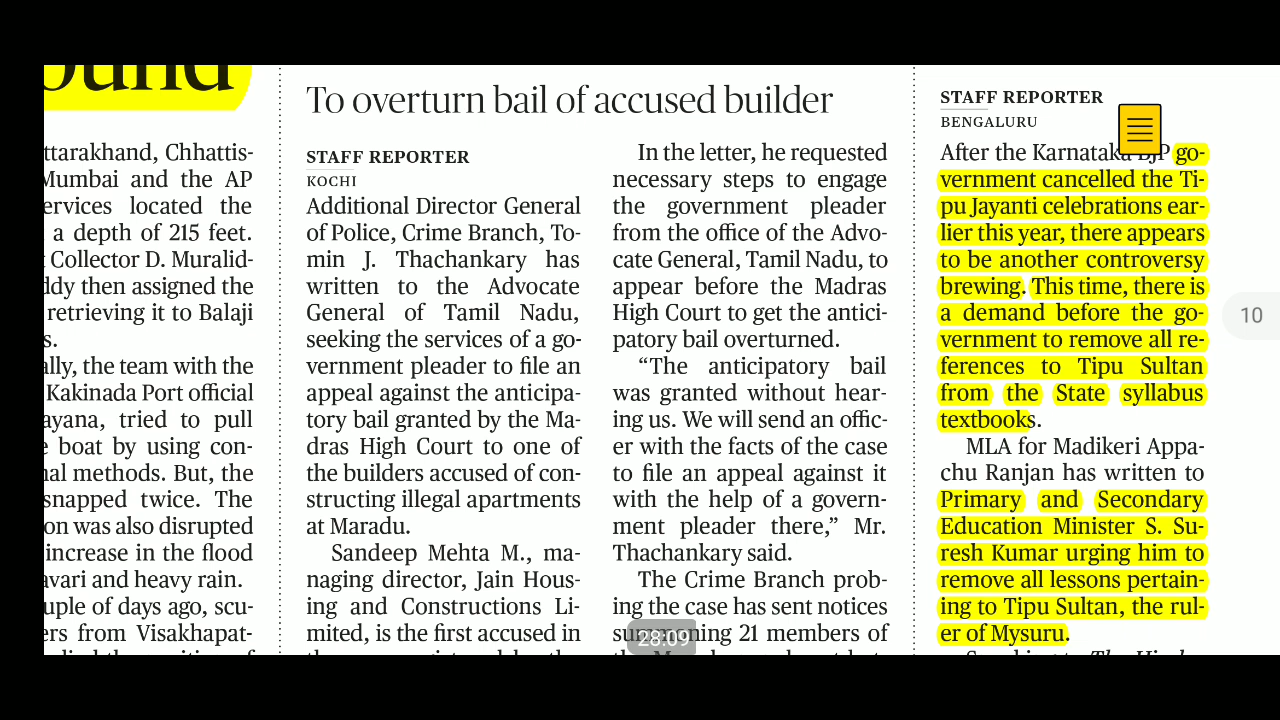 ound
ttarakhand, Chhattis-
Mumbai and the AP
ervices located the
a depth of 215 feet.
Collector D. Muralid-
ddy then assigned the
retrieving it to Balaji
s.
ally, the team with the
Kakinada Port official
ayana, tried to pull
e boat by using con-
nal methods. But, the
snapped twice. The
on was also disrupted
increase in the flood
avari and heavy rain.
uple of days ago, scu-
ers from Visakhapat-
To overturn bail of accused builder
STAFF REPORTER
KOCHI
Additional Director General
of Police, Crime Branch, To-
min J. Thachankary has
written to the Advocate
General of Tamil Nadu,
seeking the services of a go-
vernment pleader to file an
appeal against the anticipa-
tory bail granted by the Ma-
dras High Court to one of
the builders accused of con-
structing illegal apartments
at Maradu.
Sandeep Mehta M., ma-
naging director, Jain Hous-
ing and Constructions Li-
mited, is the first accused in
In the letter, he requested
necessary steps to engage
the government pleader
from the office of the Advo-
cate General, Tamil Nadu, to
appear before the Madras
High Court to get the antici-
patory bail overturned.
“The anticipatory bail
was granted without hear-
ing us. We will send an offic-
er with the facts of the case
to file an appeal against it
with the help of a govern-
ment pleader there,” Mr.
Thachankary said.
The Crime Branch prob-
ing the case has sent notices
summoning 21 members of
28:09
STAFF REPORTER
BENGALURU
After the Karnataka BJP go-
vernment cancelled the Ti-
pu Jayanti celebrations ear-
lier this year, there appears
to be another controversy
brewing. This time, there is
a demand before the go-
vernment to remove all re-
ferences to Tipu Sultan
from the State syllabus
textbooks.
MLA for Madikeri Appa-
chu Ranjan has written to
Primary and Secondary
Education Minister S. Su-
resh Kumar urging him to
remove all lessons pertain-
ing to Tipu Sultan, the rul-
er of Mysuru.
10